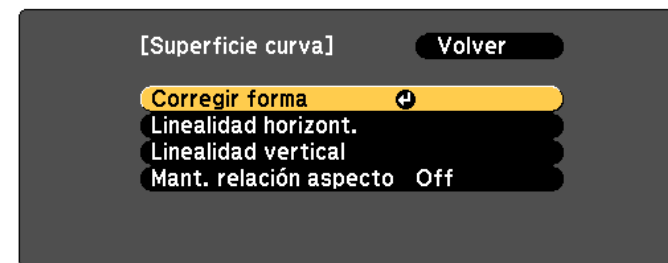 [Superficie curva] Volver
Corregir forma
Linealidad horizont.
Linealidad vertical
Mant. relación aspecto Off